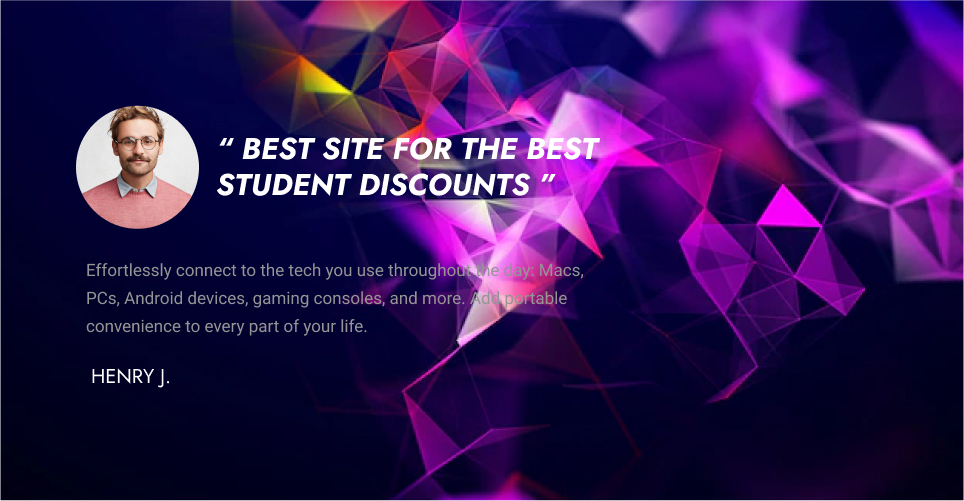 “ BEST SITE FOR THE BEST
STUDENT DISCOUNTS ”
Effortlessly connect to the tech you use throughout the day: Macs,
PCs, Android devices, gaming consoles, and more. Add portable
convenience to every part of your life.
HENRY J.